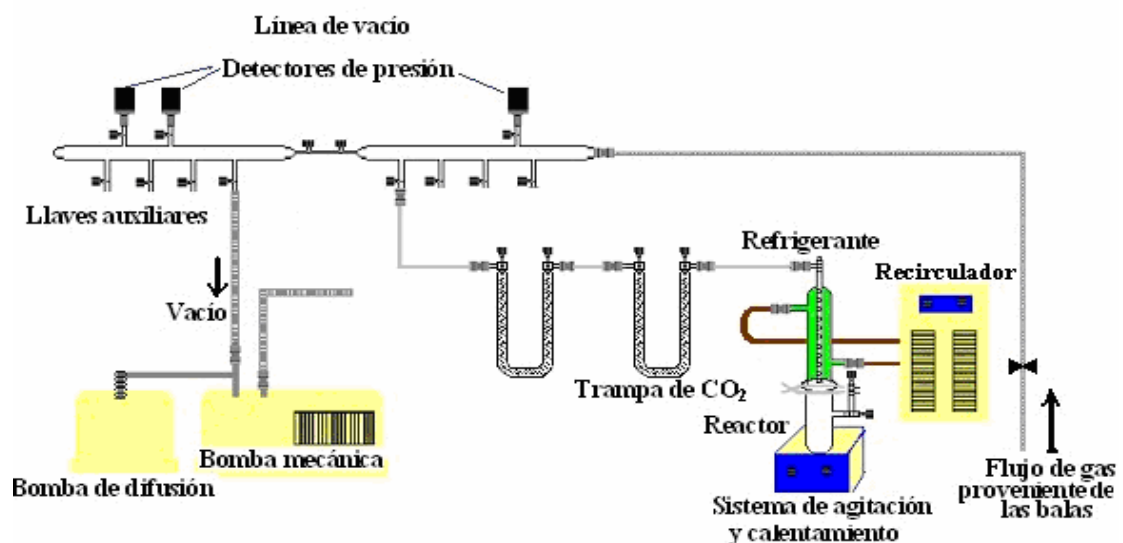 Línea de vacío
Detectores de presión
Llaves auxiliares
Vacío
Refrigerante
Recirculador
Trampa de CO₂
Reactor
Bomba mecánica
Bomba de difusión
Sistema de agitación
y calentamiento
Flujo de gas
proveniente de
las balas